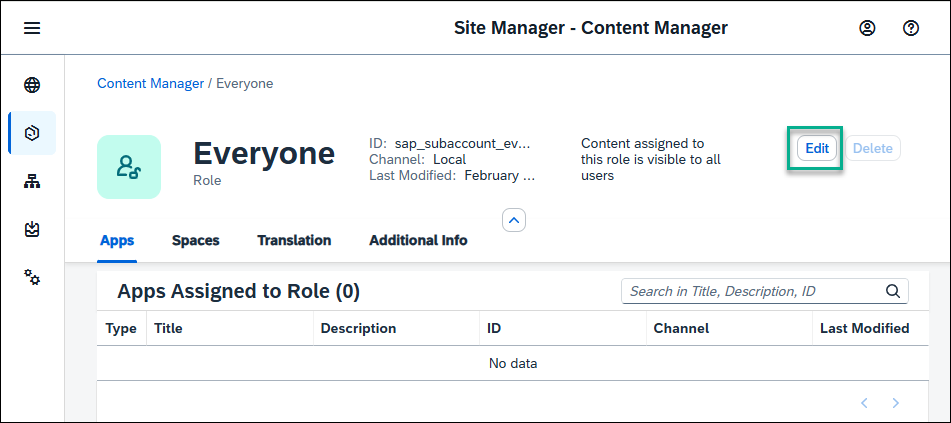 Site Manager - Content Manager
Content Manager / Everyone
Everyone
Role
ID: sap_subaccount_ev...
Channel: Local
Last Modified: February ...
Content assigned to
this role is visible to all
users
Edit
Delete
Apps
Spaces
Translation
Additional Info
Apps Assigned to Role (0)
Search in Title, Description, ID
Type
Title
Description
ID
Channel
Last Modified
No data